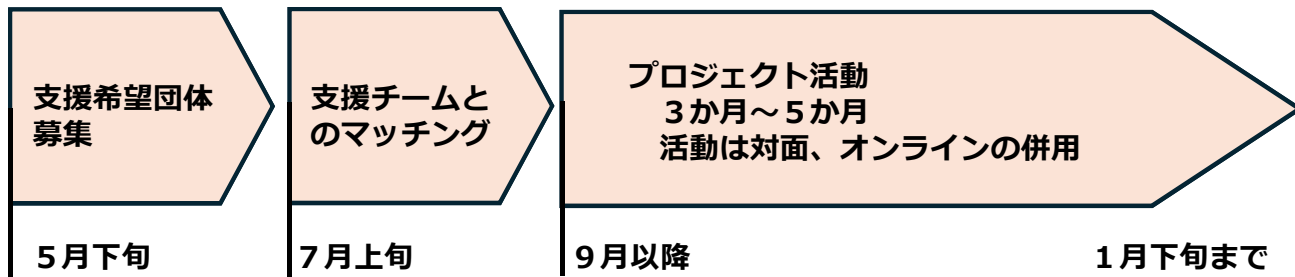 支援希望団体
募集
支援チームと
のマッチング
プロジェクト活動
３か月～５か月
活動は対面、オンラインの併用
５月下旬
７月上旬
９月以降
１月下旬まで